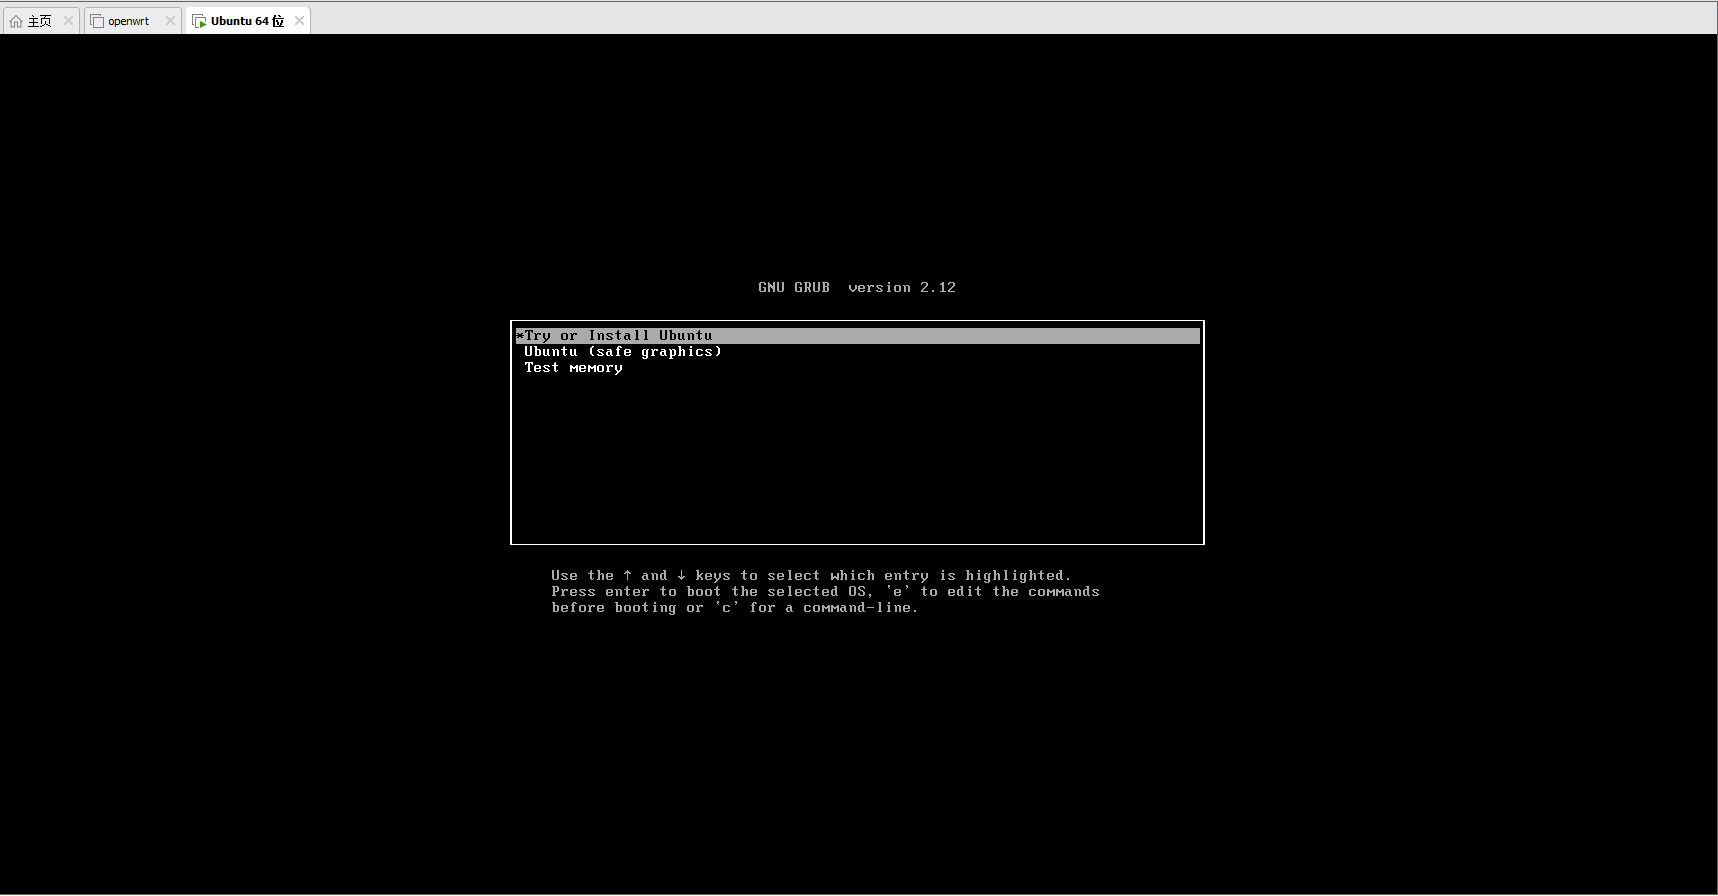 主页 openwrt Ubuntu 64 位
GNU GRUB version 2.12
*Try or Install Ubuntu
Ubuntu (safe graphics)
Test memory
Use the ↑ and ↓ keys to select which entry is highlighted.
Press enter to boot the selected OS, `e' to edit the commands
before booting or `c' for a command-line.